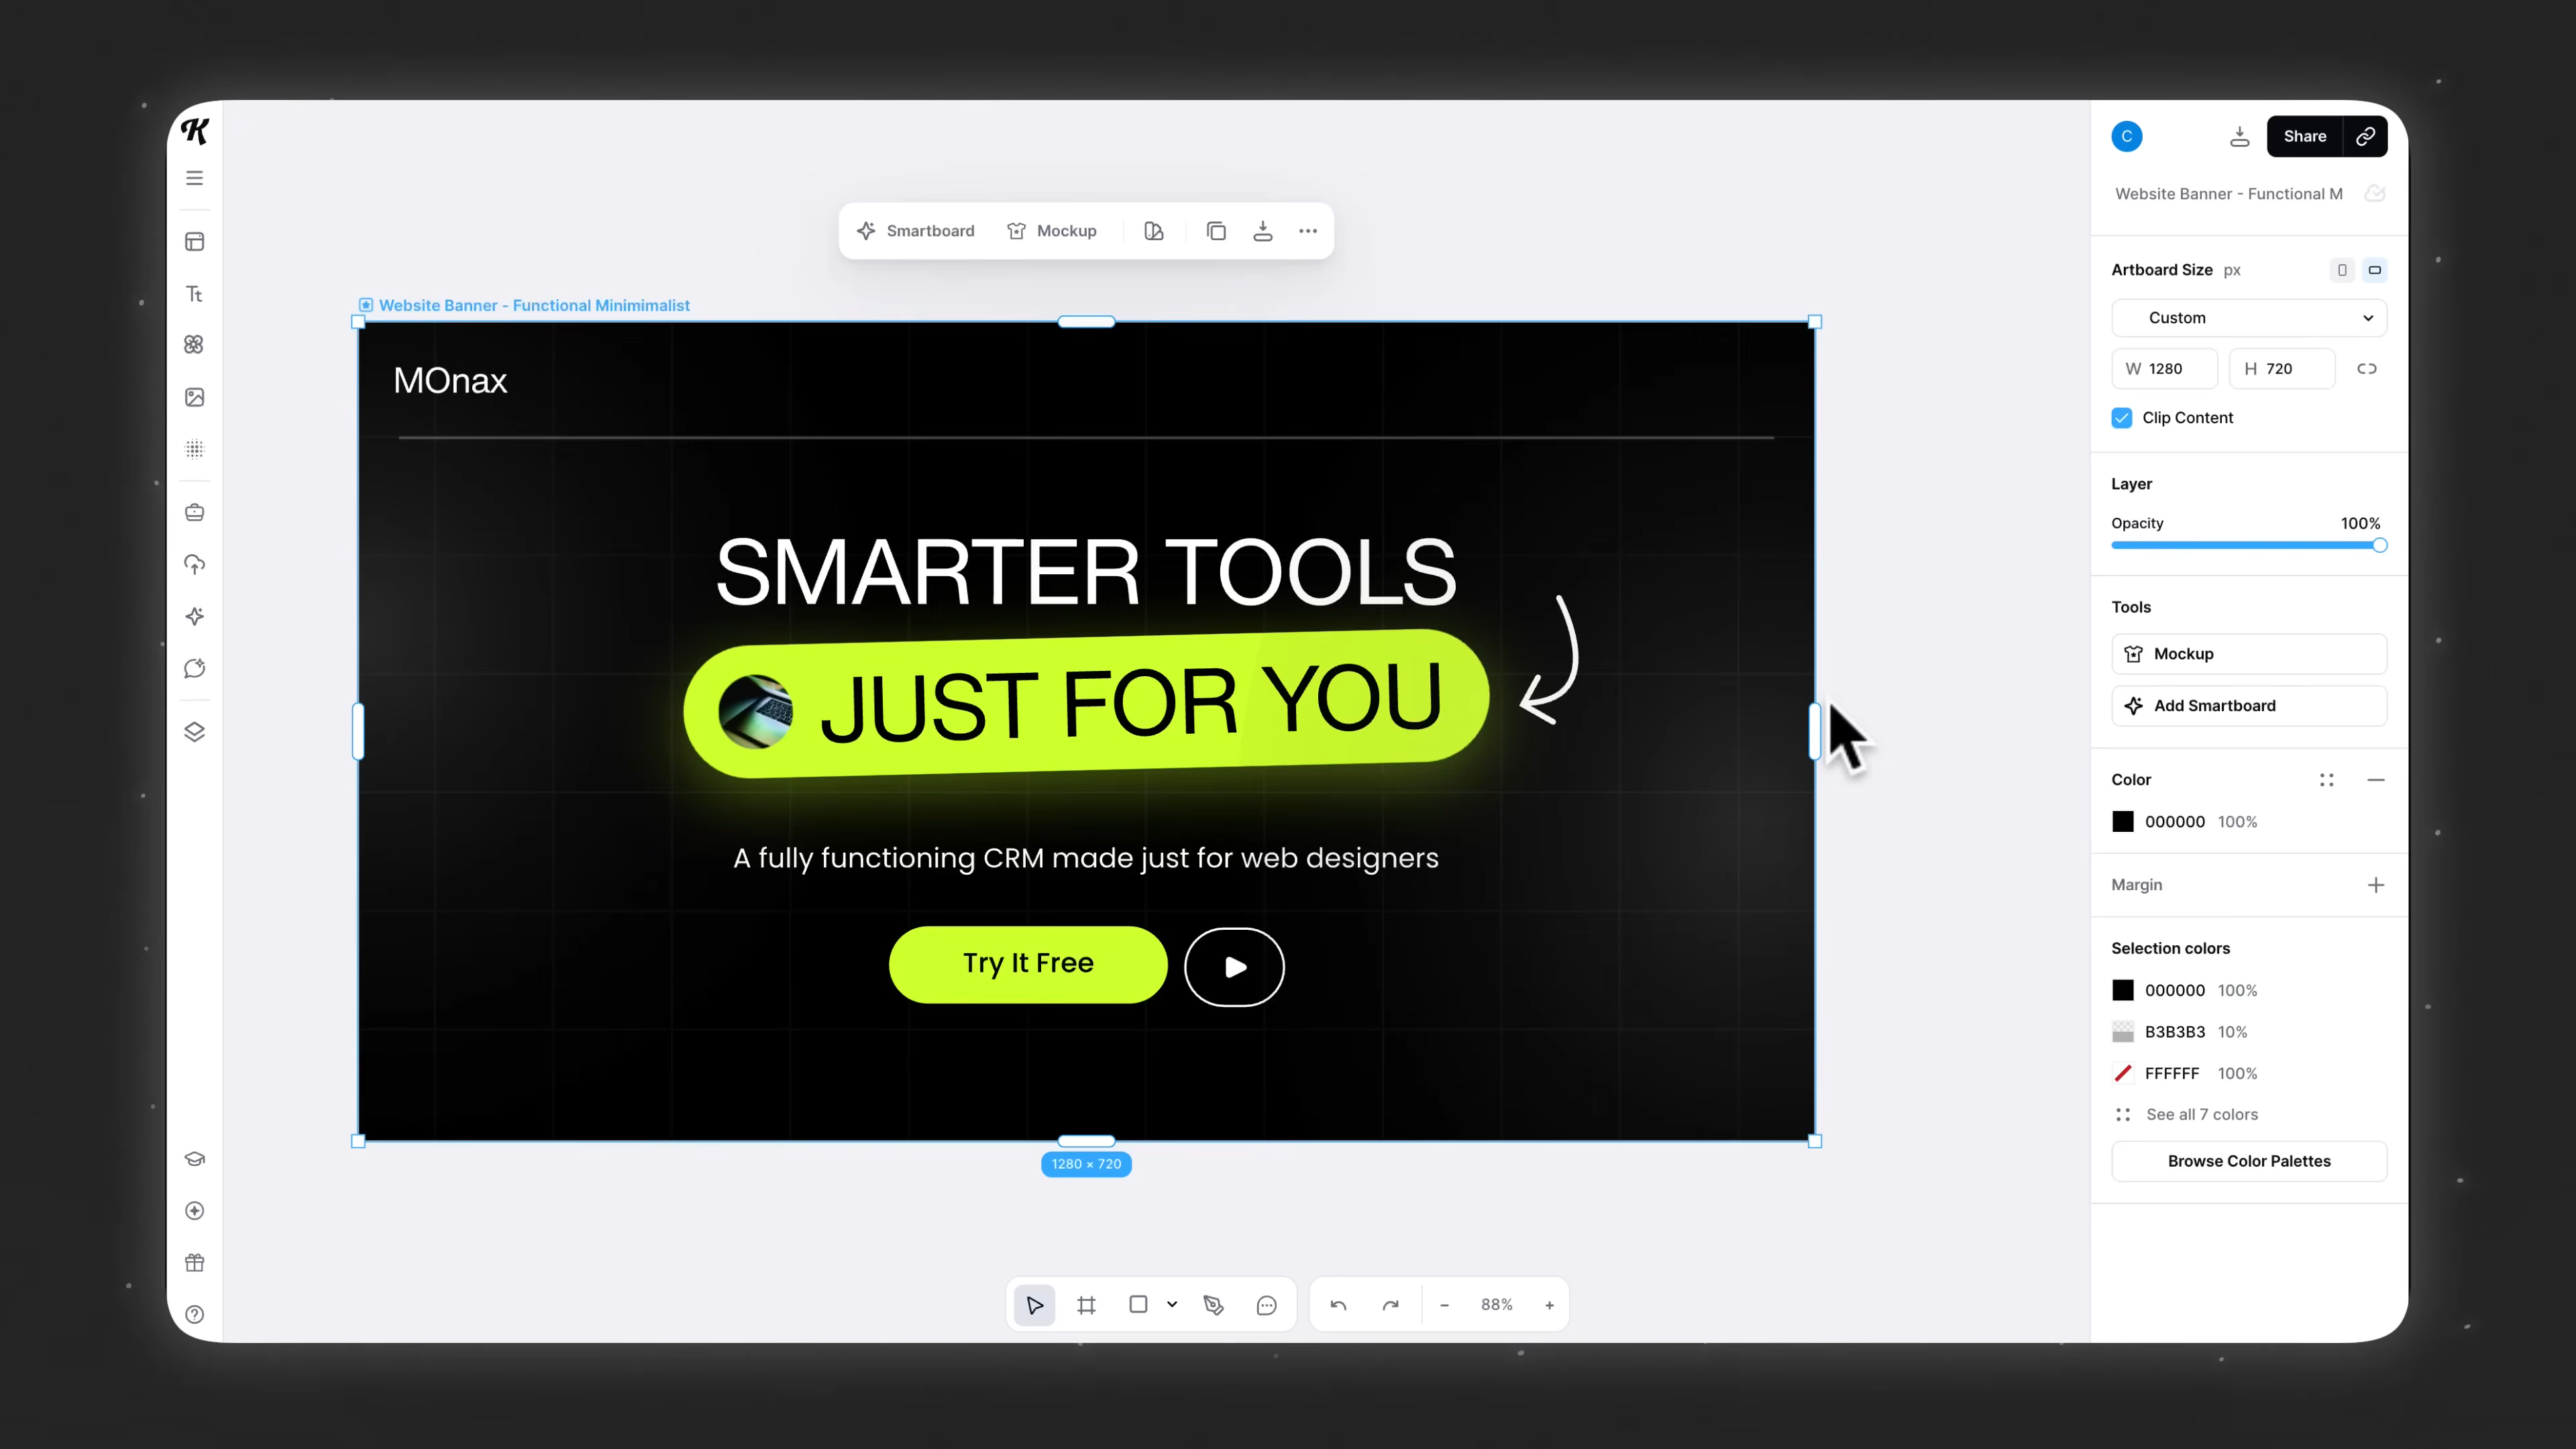 K
C
Share
Website Banner - Functional M
Smartboard
Mockup
Artboard Size px
Custom
W 1280
H 720
Clip Content
Website Banner - Functional Minimimalist
MOnax
SMARTER TOOLS
JUST FOR YOU
A fully functioning CRM made just for web designers
Try It Free
1280 × 720
Tt
Layer
Opacity 100%
Tools
Mockup
Add Smartboard
Color
000000 100%
Margin
Selection colors
000000 100%
B3B3B3 10%
FFFFFF 100%
See all 7 colors
Browse Color Palettes
88%